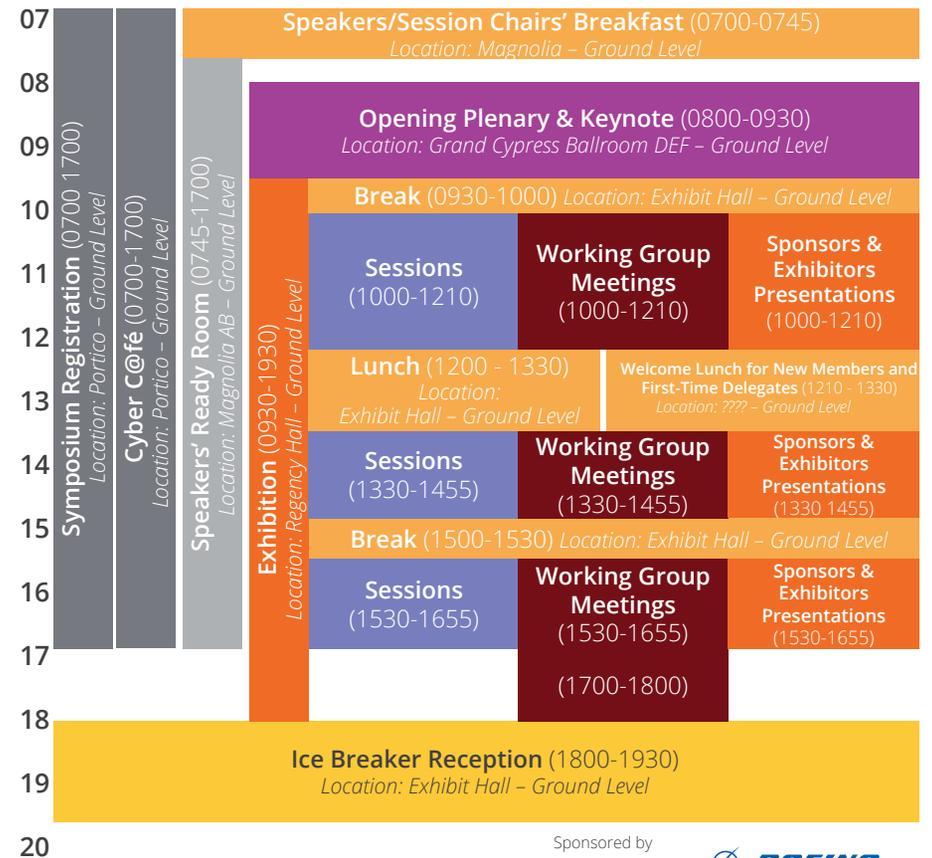 07
Speakers/Session Chairs’ Breakfast (0700-0745)
Location: Magnolia – Ground Level
08
Opening Plenary & Keynote (0800-0930)
Location: Grand Cypress Ballroom DEF – Ground Level
09
Symposium Registration (0700 1700)
Location: Portico – Ground Level
Cyber C@fé (0700-1700)
Location: Portico – Ground Level
Speakers’ Ready Room (0745-1700)
Location: Magnolia AB – Ground Level
Exhibition (0930-1930)
Location: Regency Hall – Ground Level
Break (0930-1000) Location: Exhibit Hall – Ground Level
10
11
Sessions
(1000-1210)
Working Group
Meetings
(1000-1210)
Sponsors &
Exhibitors
Presentations
(1000-1210)
12
Lunch (1200 - 1330)
Location:
Exhibit Hall – Ground Level
Welcome Lunch for New Members and
First-Time Delegates (1210 - 1330)
Location: ???? – Ground Level
13
14
Sessions
(1330-1455)
Working Group
Meetings
(1330-1455)
Sponsors &
Exhibitors
Presentations
(1330 1455)
15
Break (1500-1530) Location: Exhibit Hall – Ground Level
16
Sessions
(1530-1655)
Working Group
Meetings
(1530-1655)
(1700-1800)
Sponsors &
Exhibitors
Presentations
(1530-1655)
17
18
Ice Breaker Reception (1800-1930)
Location: Exhibit Hall – Ground Level
19
20
Sponsored by
BOEING